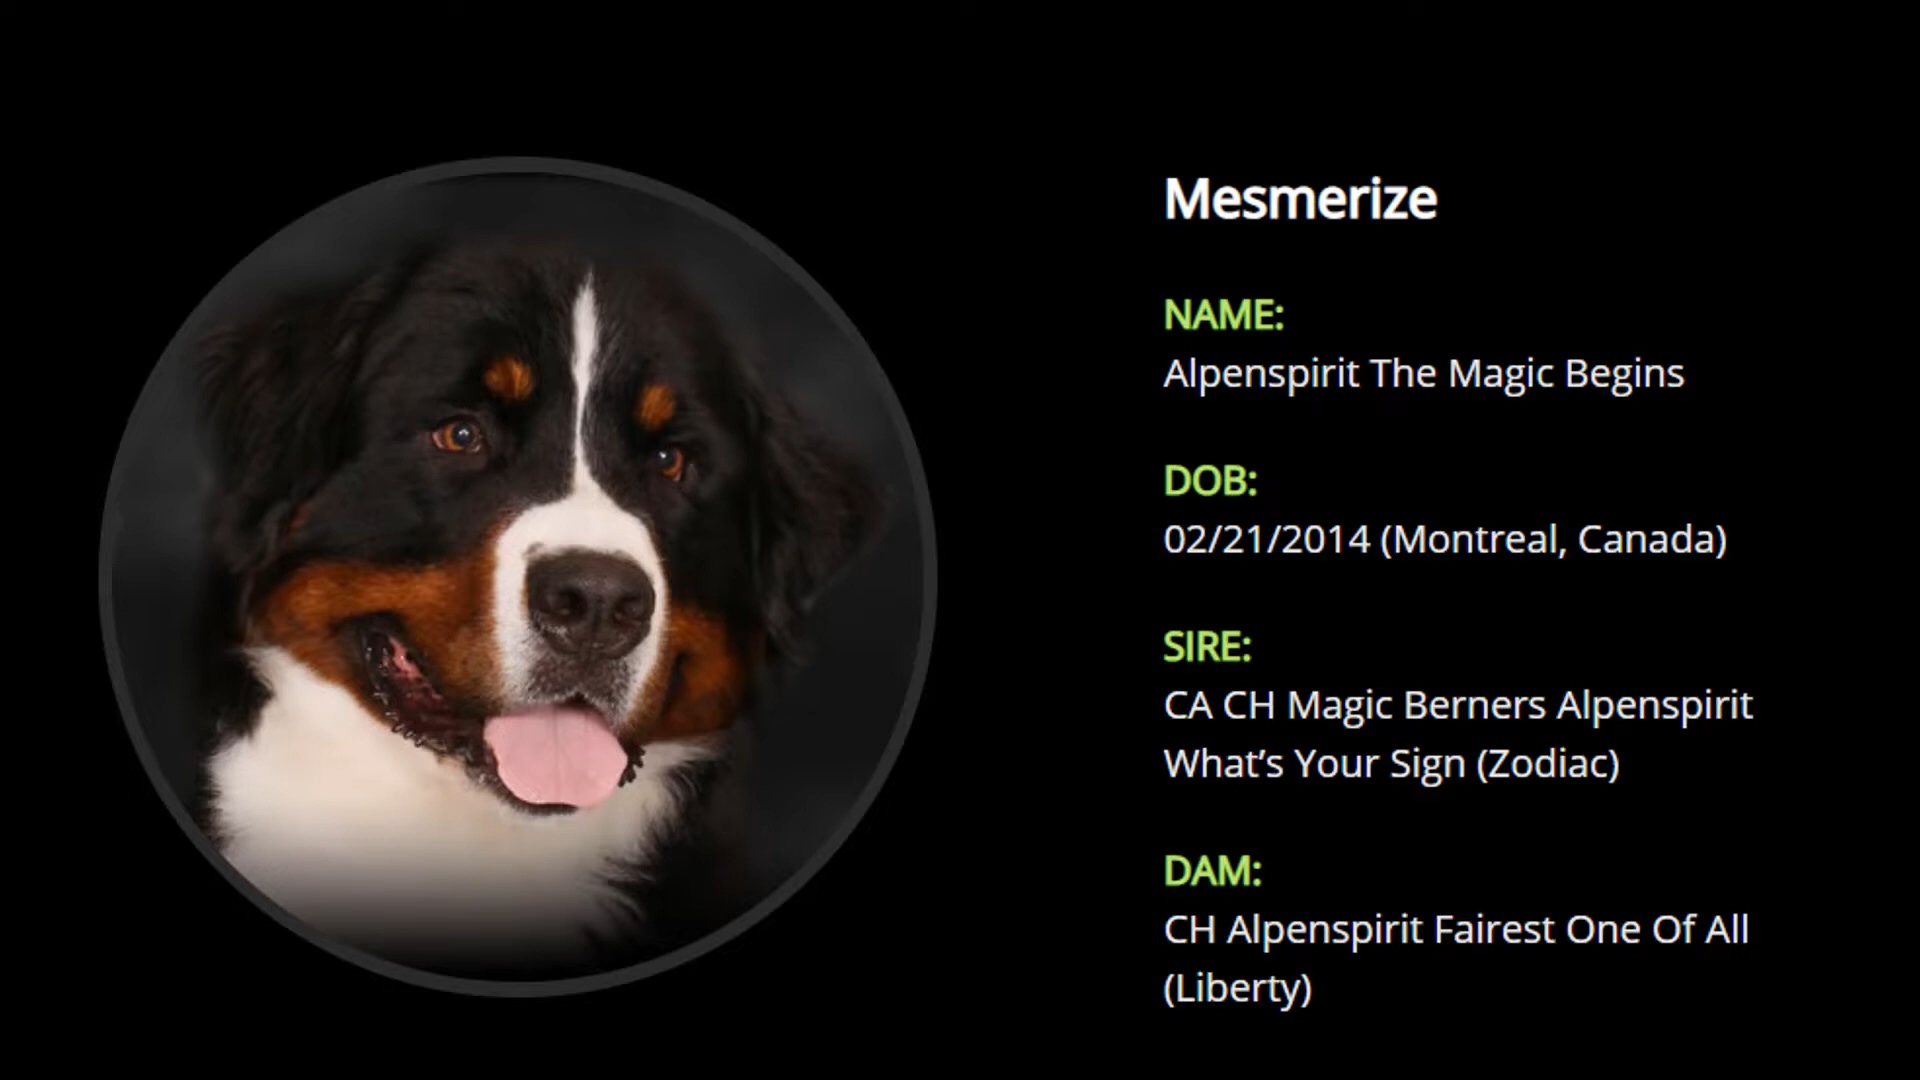 Mesmerize
NAME:
Alpenspirit The Magic Begins
DOB:
02/21/2014 (Montreal, Canada)
SIRE:
CA CH Magic Berners Alpenspirit
What’s Your Sign (Zodiac)
DAM:
CH Alpenspirit Fairest One Of All
(Liberty)